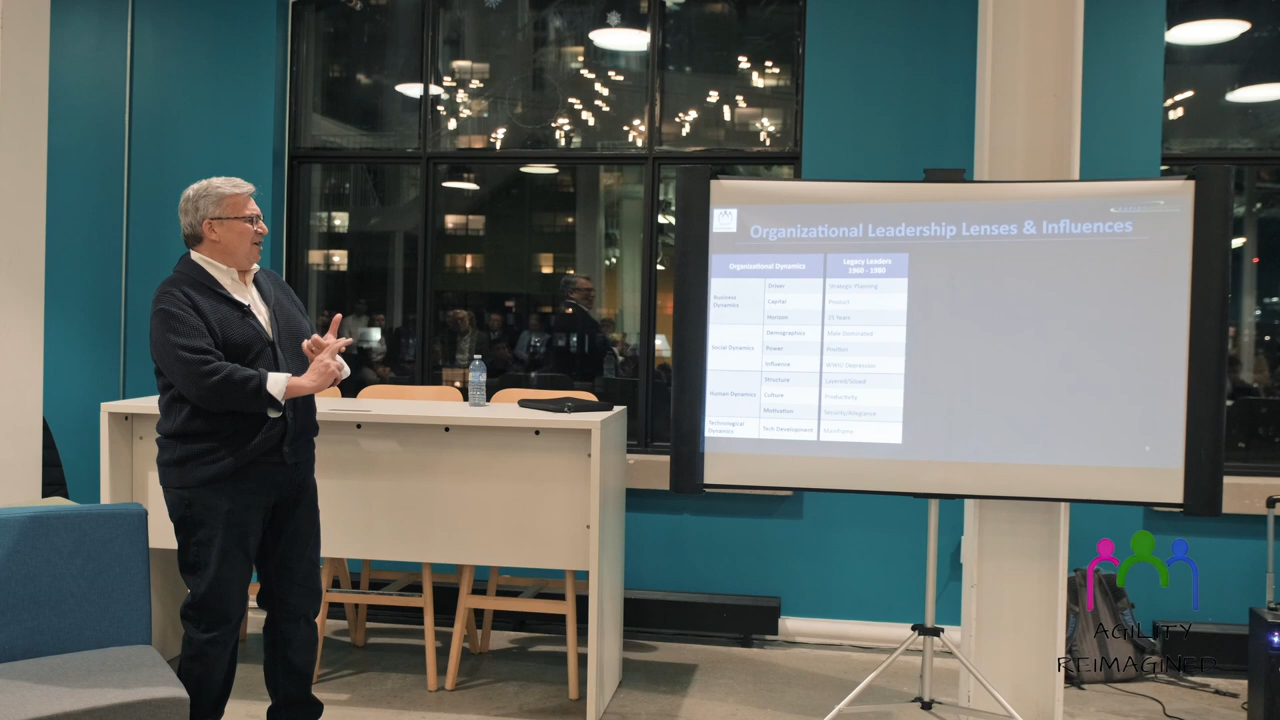 Organizational Leadership Lenses & Influences
Organizational Dynamics
Legacy Leaders
1960 - 1980
Business
Dynamics
Driver
Strategic Planning
Capital
Product
Horizon
25 Years
Social Dynamics
Demographics
Male Dominated
Power
Position
Influence
WWII/ Depression
Human Dynamics
Structure
Layered/Siloed
Culture
Productivity
Motivation
Security/Allegiance
Technological
Dynamics
Tech Development
Mainframe
AGILITY
REIMAGINED